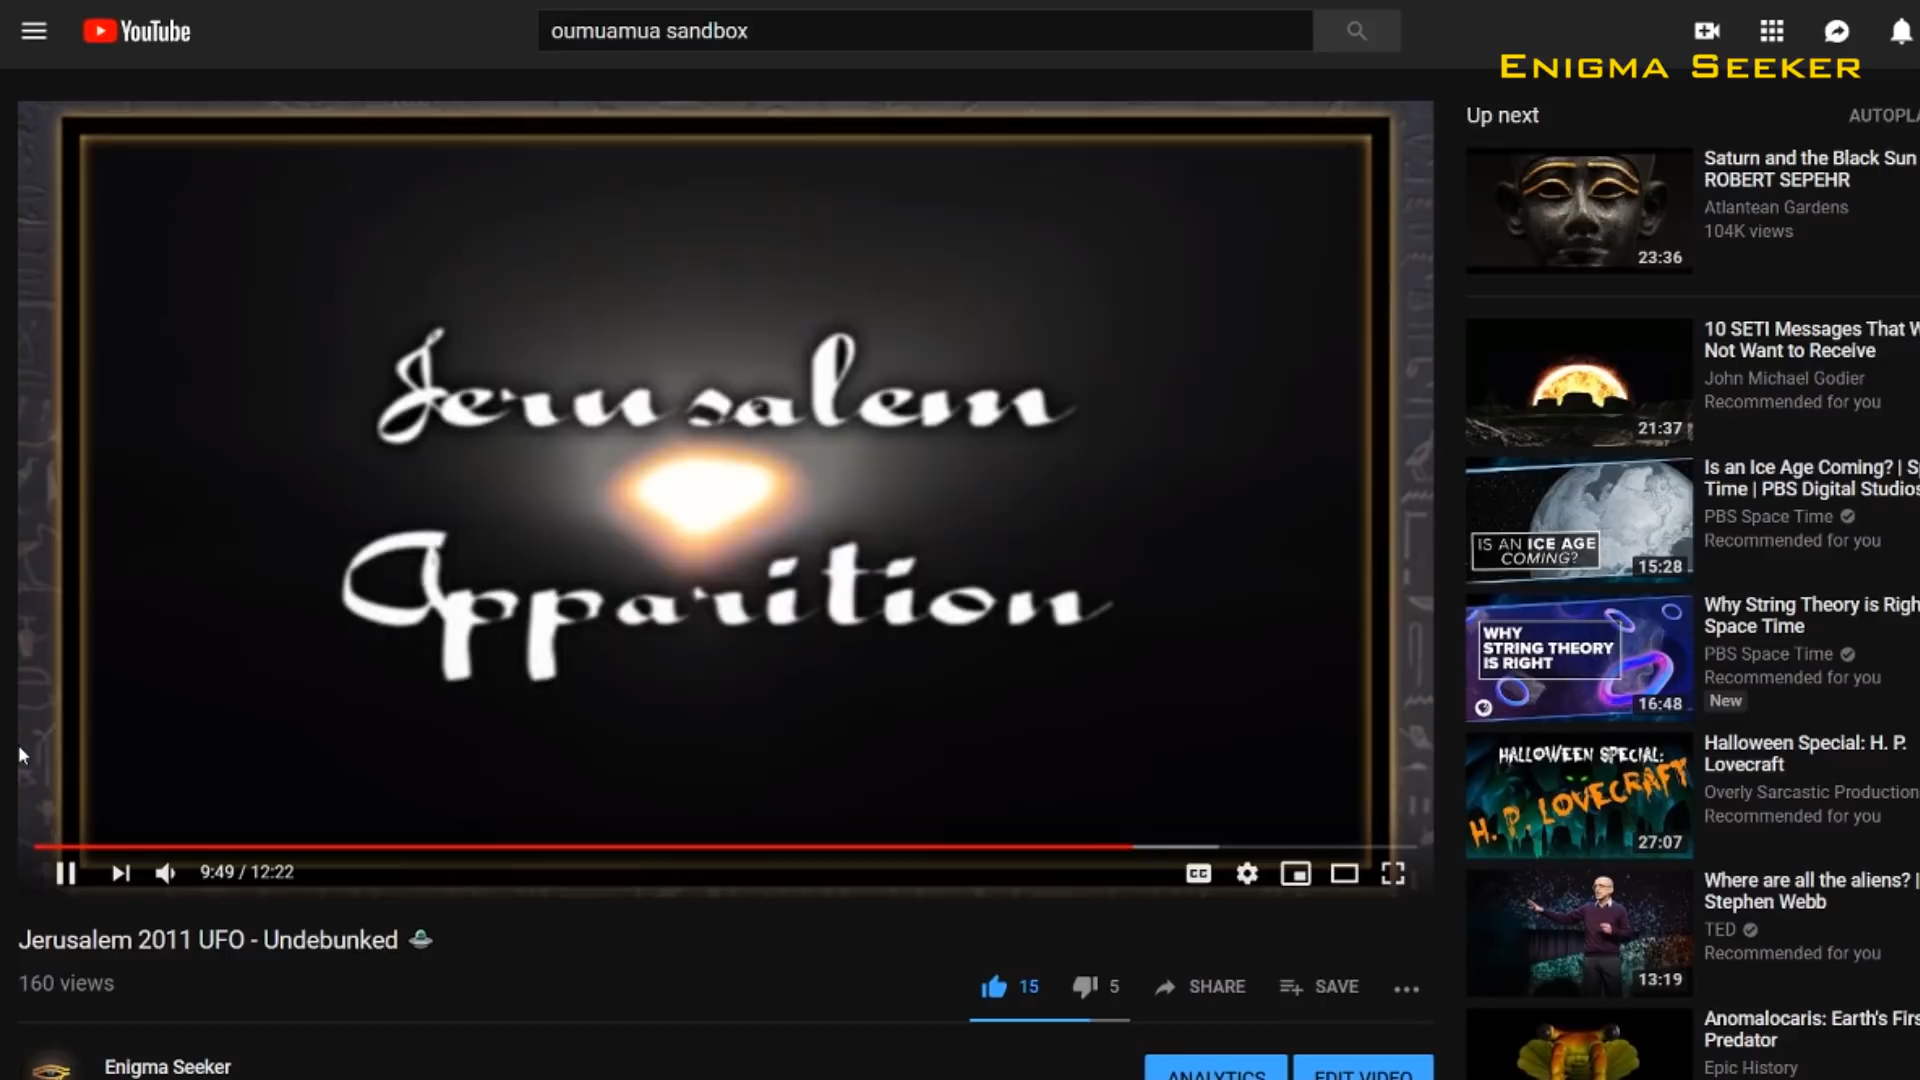 YouTube
oumuamua sandbox
ENIGMA SEEKER
Jerusalem
Apparition
9:49 / 12:22
CC
Jerusalem 2011 UFO - Undebunked
160 views
15
5
SHARE
SAVE
Enigma Seeker
ANALYTICS
EDIT VIDEO
Up next
AUTOPLA
23:36
Saturn and the Black Sun
ROBERT SEPEHR
Atlantean Gardens
104K views
21:37
10 SETI Messages That W
Not Want to Receive
John Michael Godier
Recommended for you
IS AN ICE AGE
COMING?
15:28
Is an Ice Age Coming? | S
Time | PBS Digital Studios
PBS Space Time
Recommended for you
WHY
STRING THEORY
IS RIGHT
16:48
Why String Theory is Righ
Space Time
PBS Space Time
Recommended for you
New
HALLOWEEN SPECIAL:
H. P. LOVECRAFT
27:07
Halloween Special: H. P.
Lovecraft
Overly Sarcastic Production
Recommended for you
13:19
Where are all the aliens? |
Stephen Webb
TED
Recommended for you
Anomalocaris: Earth's Firs
Predator
Epic History